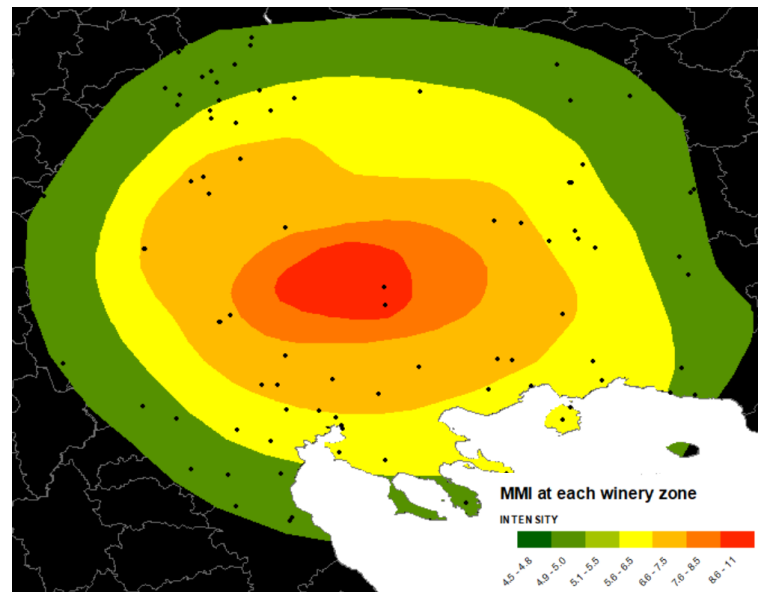 MMI at each winery zone
INTENSITY
4.5 - 4.8
4.9 - 5.0
5.1 - 5.5
5.6 - 6.5
6.6 - 7.5
7.6 - 8.5
8.6 - 11